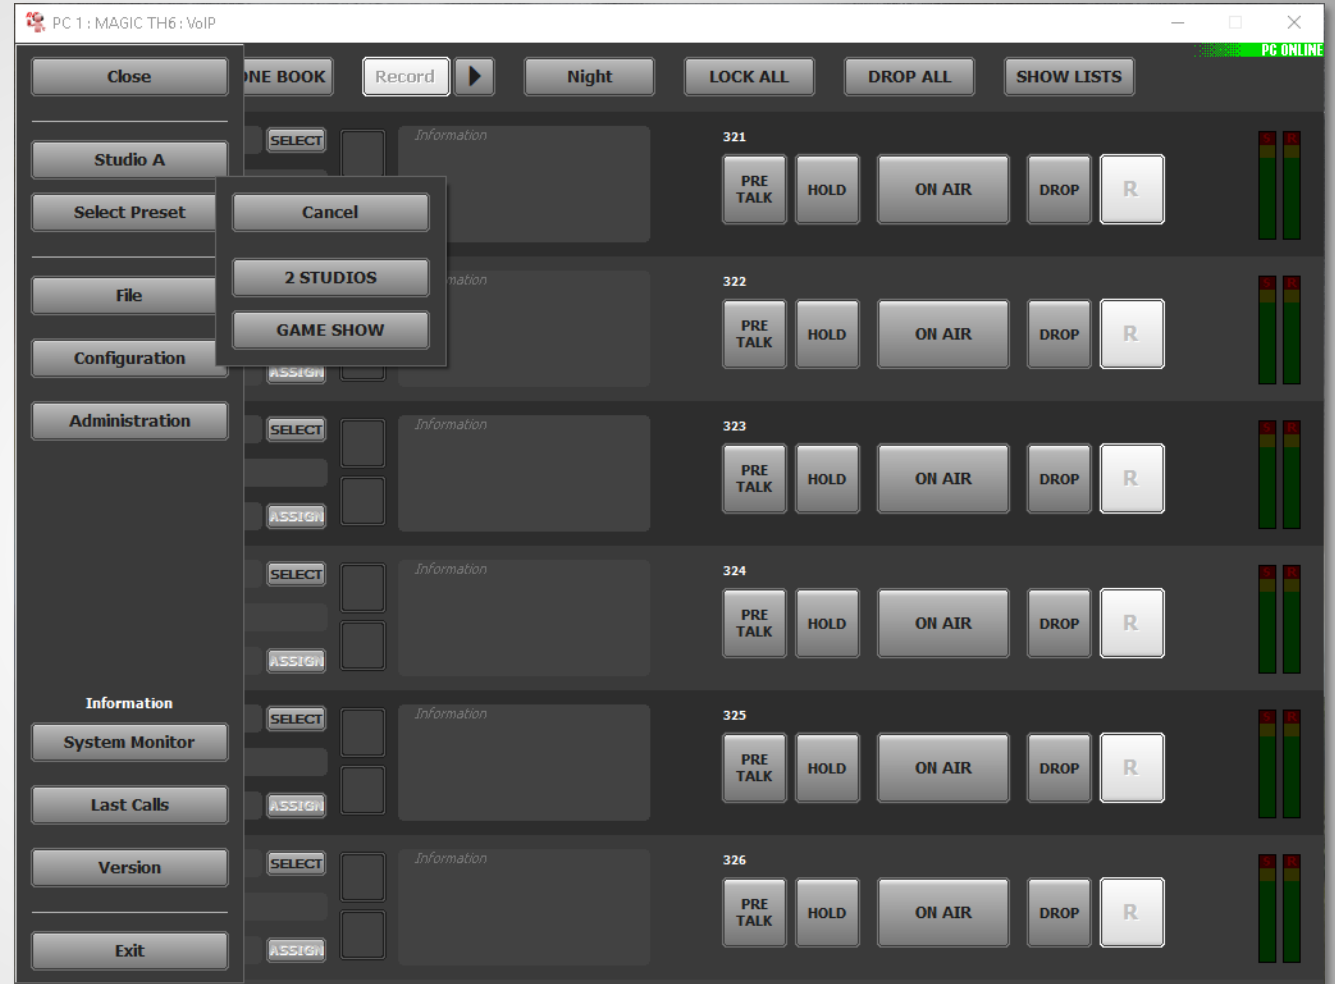 PC 1 : MAGIC TH6 : VoIP
PC ONLINE
Close
ONE BOOK
Record
Night
LOCK ALL
DROP ALL
SHOW LISTS
Studio A
Select Preset
File
Configuration
Administration
Information
System Monitor
Last Calls
Version
Exit
Cancel
2 STUDIOS
GAME SHOW
SELECT
Information
321
PRE
TALK
HOLD
ON AIR
DROP
R
S R
mation
ASSIGN
322
PRE
TALK
HOLD
ON AIR
DROP
R
S R
SELECT
ASSIGN
Information
323
PRE
TALK
HOLD
ON AIR
DROP
R
S R
SELECT
ASSIGN
Information
324
PRE
TALK
HOLD
ON AIR
DROP
R
S R
SELECT
ASSIGN
Information
325
PRE
TALK
HOLD
ON AIR
DROP
R
S R
SELECT
ASSIGN
Information
326
PRE
TALK
HOLD
ON AIR
DROP
R
S R